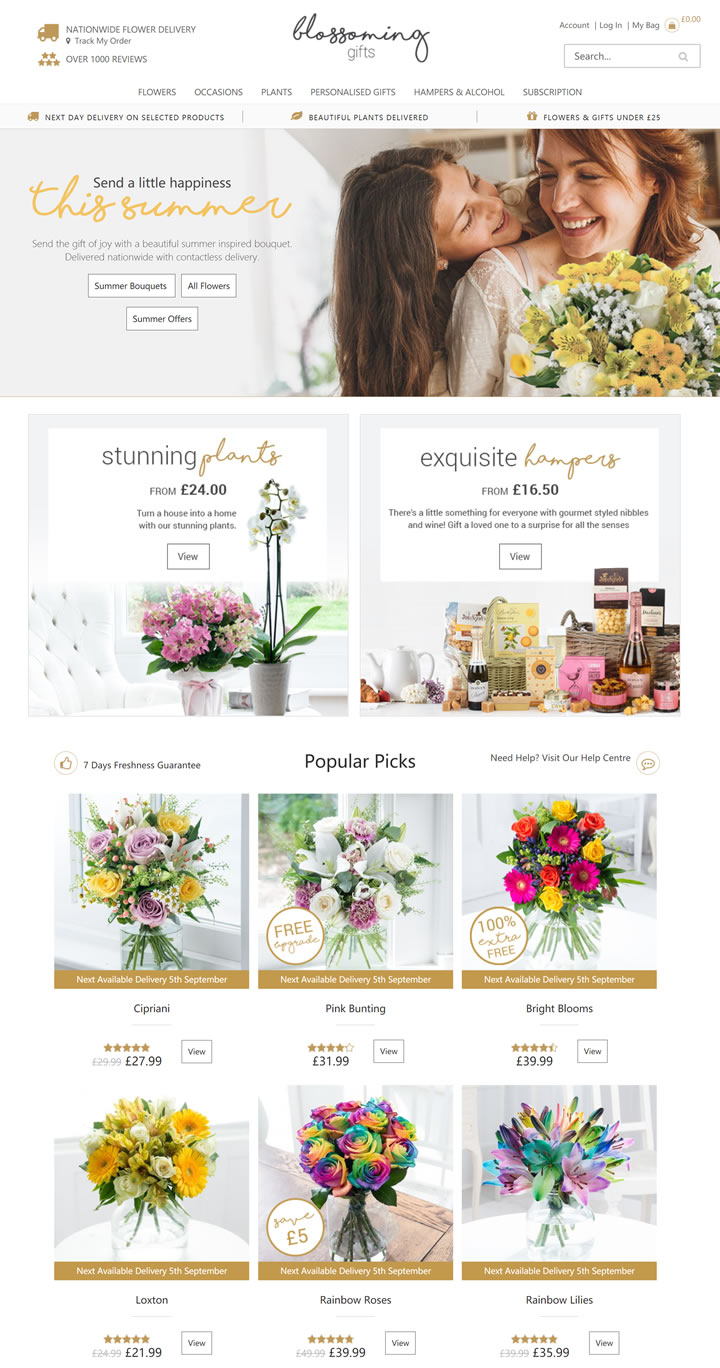 NATIONWIDE FLOWER DELIVERY
Track My Order
OVER 1000 REVIEWS
blossoming
gifts
Account | Log In | My Bag
£0.00
Search...
FLOWERS OCCASIONS PLANTS PERSONALISED GIFTS HAMPERS & ALCOHOL SUBSCRIPTION
NEXT DAY DELIVERY ON SELECTED PRODUCTS | BEAUTIFUL PLANTS DELIVERED | FLOWERS & GIFTS UNDER £25
Send a little happiness
this summer
Send the gift of joy with a beautiful summer inspired bouquet.
Delivered nationwide with contactless delivery.
Summer Bouquets All Flowers
Summer Offers
stunning plants
FROM £24.00
Turn a house into a home
with our stunning plants.
View
exquisite hampers
FROM £16.50
There's a little something for everyone with gourmet styled nibbles
and wine! Gift a loved one to a surprise for all the senses
View
7 Days Freshness Guarantee
Popular Picks
Need Help? Visit Our Help Centre
FREE
upgrade
100%
extra
FREE
Next Available Delivery 5th September Next Available Delivery 5th September Next Available Delivery 5th September
Cipriani Pink Bunting Bright Blooms
£29.99 £27.99 View £31.99 View £39.99 View
save
£5
Next Available Delivery 5th September Next Available Delivery 5th September Next Available Delivery 5th September
Loxton Rainbow Roses Rainbow Lilies
£24.99 £21.99 View £49.99 £39.99 View £39.99 £35.99 View